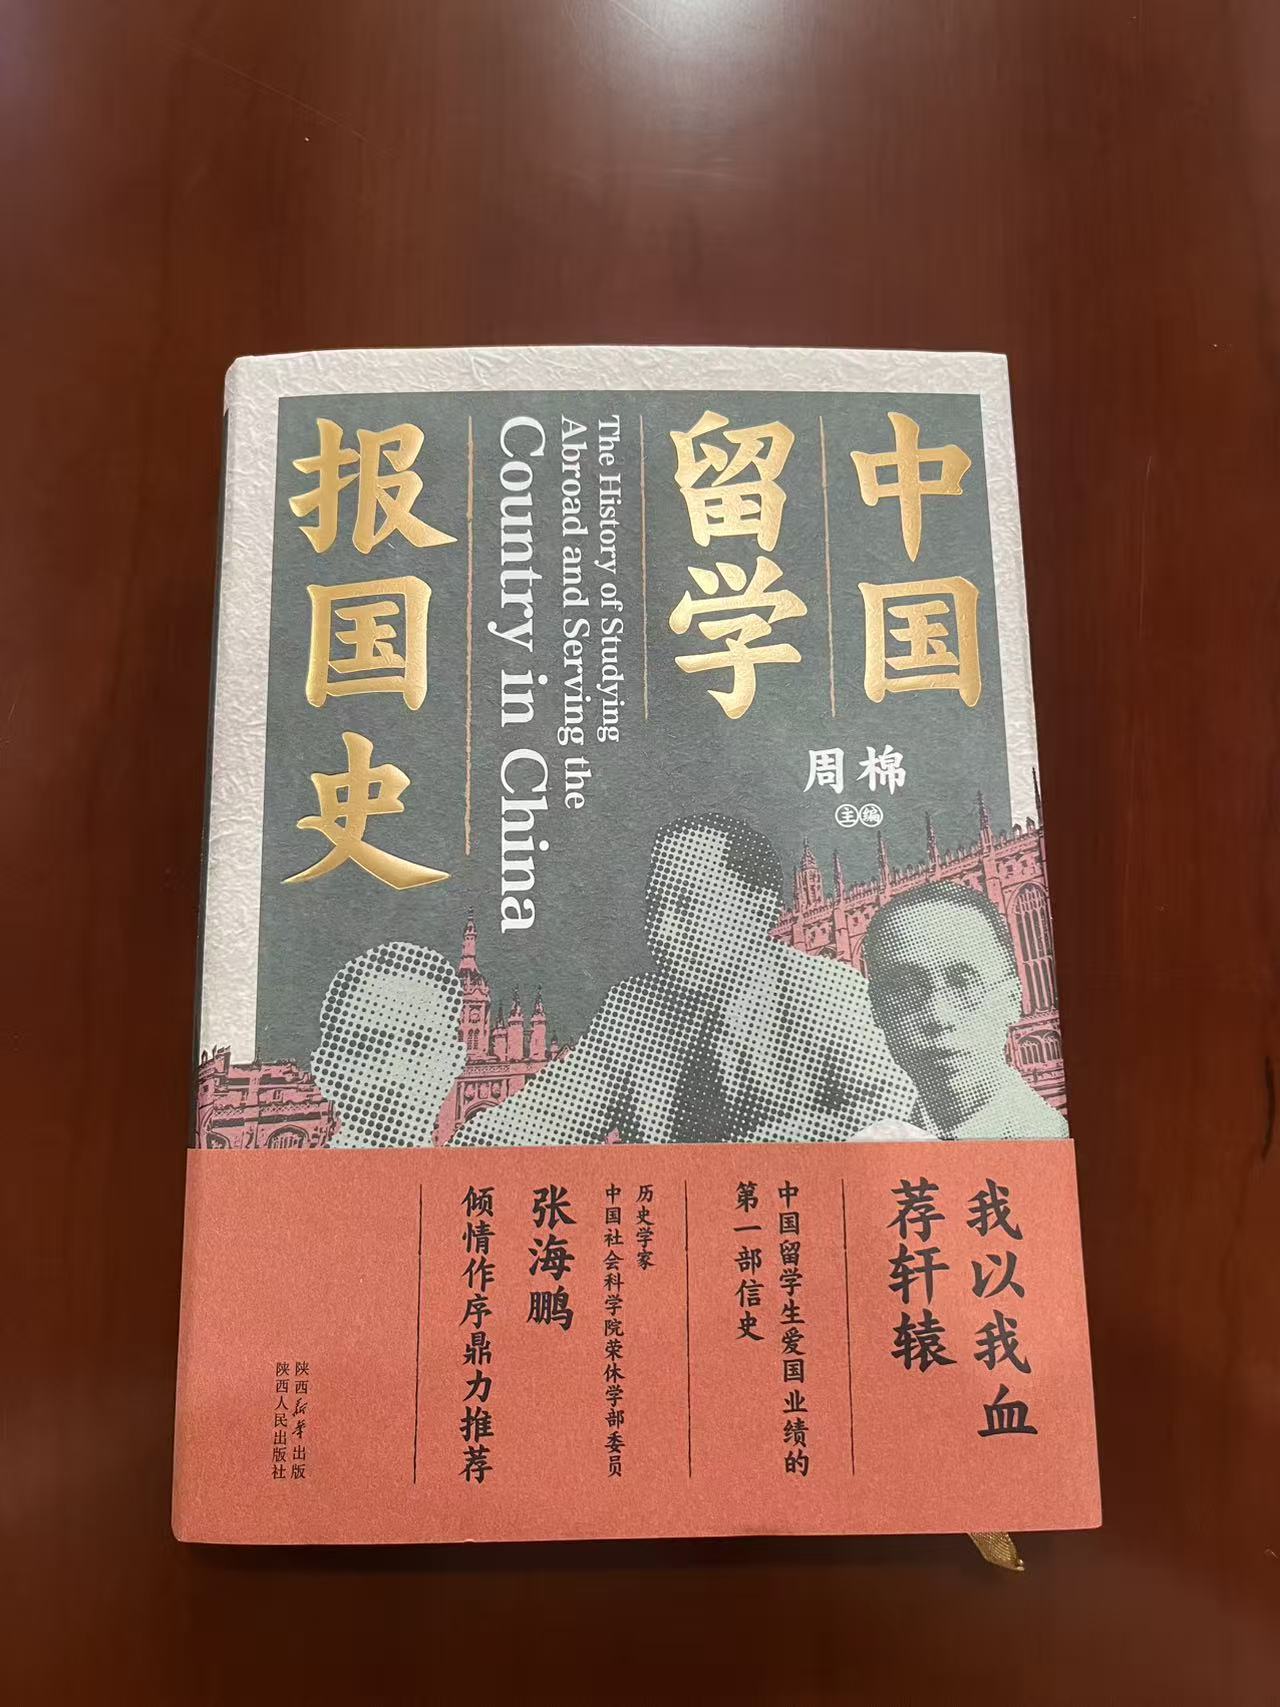 中国
留学
报国史
The History of Studying
Abroad and Serving the
Country in China
周棉
主编
我以我血
荐轩辕
中国留学生爱国业绩的
第一部信史
历史学家
中国社会科学院荣休学部委员
张海鹏
倾情作序鼎力推荐
陕西新华出版
陕西人民出版社